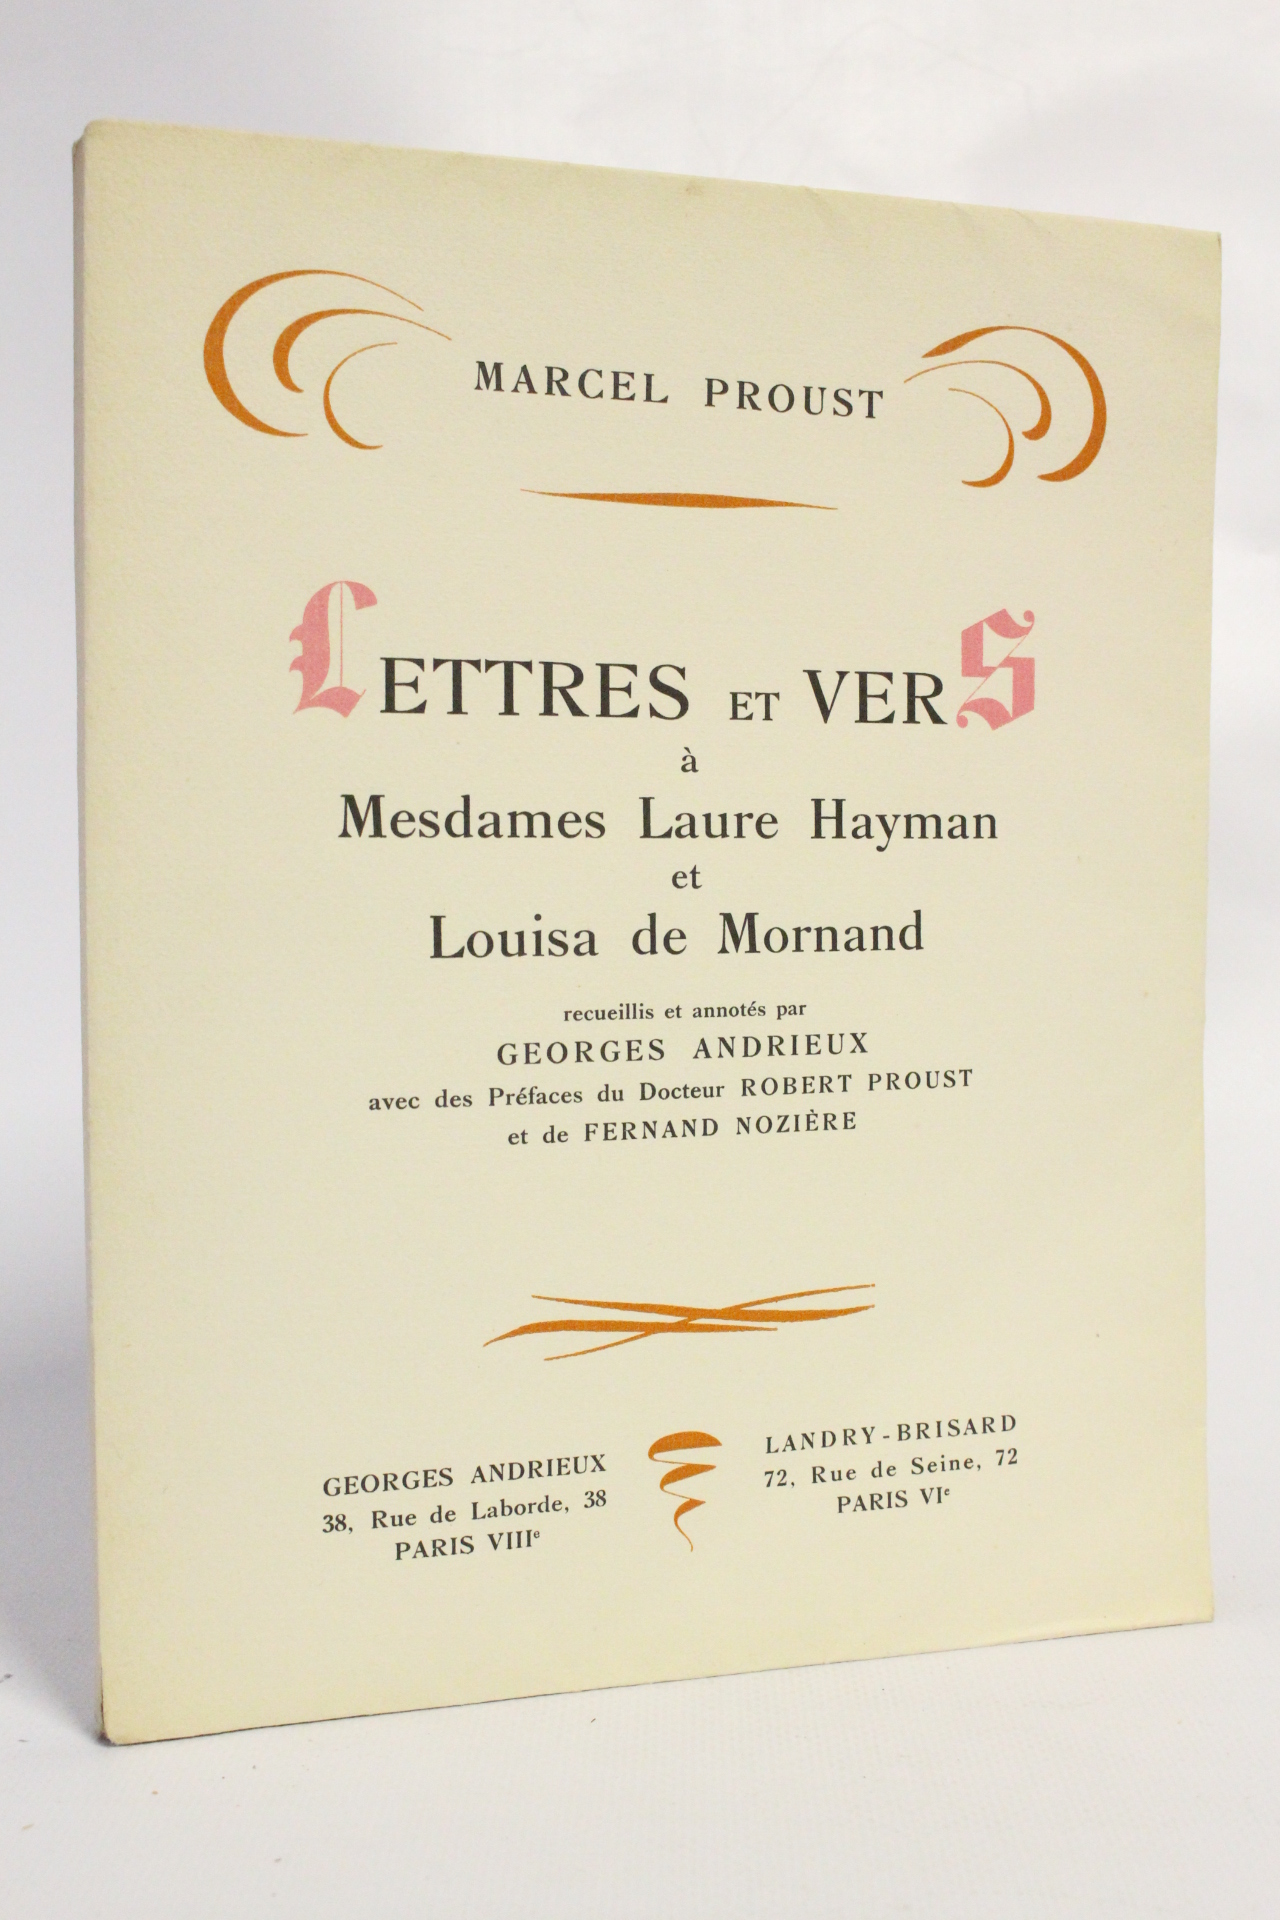 MARCEL PROUST
LETTRES ET VERS
à
Mesdames Laure Hayman
et
Louisa de Mornand
recueillis et annotés par
GEORGES ANDRIEUX
avec des Préfaces du Docteur ROBERT PROUST
et de FERNAND NOZIÈRE
GEORGES ANDRIEUX
38, Rue de Laborde, 38
PARIS VIIIe
LANDRY-BRISARD
72, Rue de Seine, 72
PARIS VIe